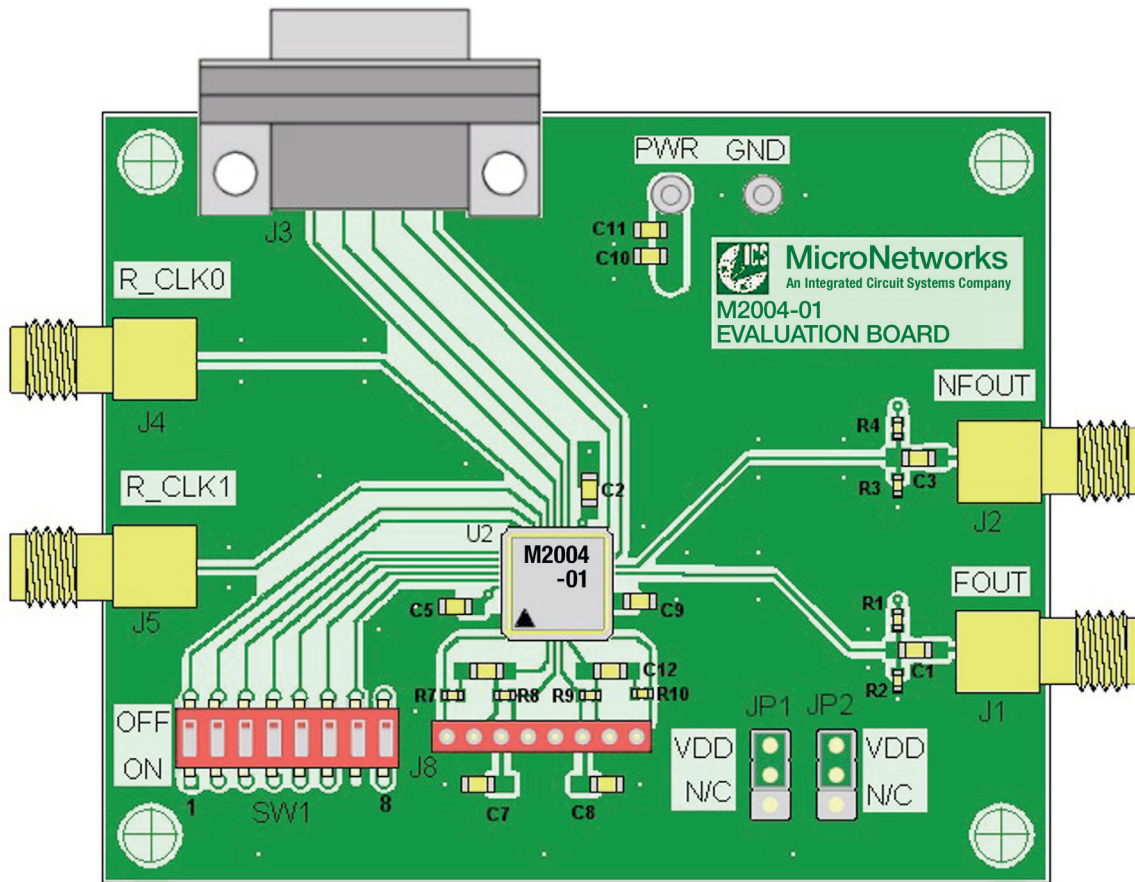 PWR GND
J3
C11
C10
ICS
MicroNetworks
An Integrated Circuit Systems Company
M2004-01
EVALUATION BOARD
R_CLK0
J4
NFOUT
R4
R3
C3
J2
R_CLK1
J5
C2
U2
M2004
-01
FOUT
R1
R2
C1
J1
C5
C9
C12
R7
R8
R9
R10
OFF
ON
1
8
SW1
J8
C7
C8
JP1 JP2
VDD
N/C
VDD
N/C